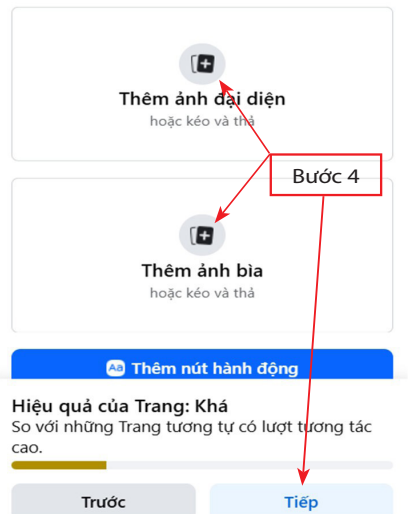 Thêm ảnh đại diện
hoặc kéo và thả
Bước 4
Thêm ảnh bìa
hoặc kéo và thả
Aa Thêm nút hành động
Hiệu quả của Trang: Khá
So với những Trang tương tự có lượt tương tác
cao.
Trước
Tiếp